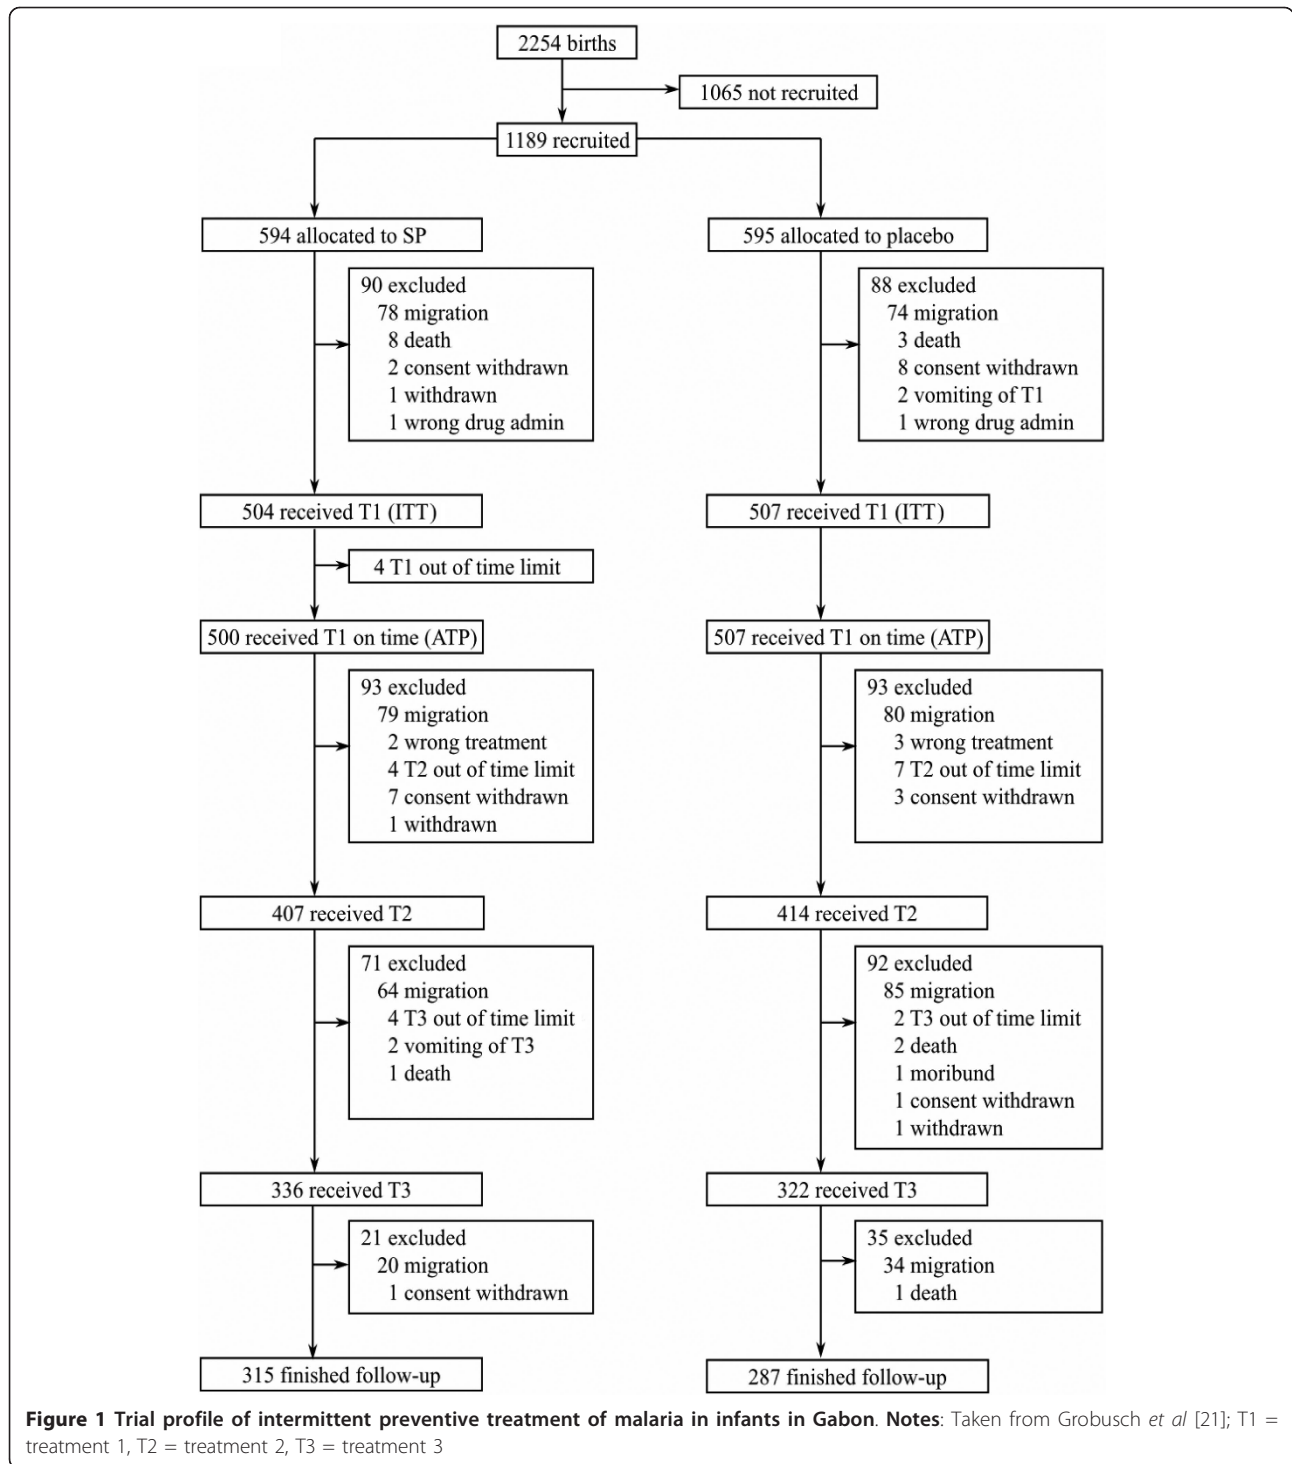 2254 births
1065 not recruited
1189 recruited
594 allocated to SP
595 allocated to placebo
90 excluded
78 migration
8 death
2 consent withdrawn
1 withdrawn
1 wrong drug admin
88 excluded
74 migration
3 death
8 consent withdrawn
2 vomiting of T1
1 wrong drug admin
504 received T1 (ITT)
507 received T1 (ITT)
4 T1 out of time limit
500 received T1 on time (ATP)
507 received T1 on time (ATP)
93 excluded
79 migration
2 wrong treatment
4 T2 out of time limit
7 consent withdrawn
1 withdrawn
93 excluded
80 migration
3 wrong treatment
7 T2 out of time limit
3 consent withdrawn
407 received T2
414 received T2
71 excluded
64 migration
4 T3 out of time limit
2 vomiting of T3
1 death
92 excluded
85 migration
2 T3 out of time limit
2 death
1 moribund
1 consent withdrawn
1 withdrawn
336 received T3
322 received T3
21 excluded
20 migration
1 consent withdrawn
35 excluded
34 migration
1 death
315 finished follow-up
287 finished follow-up
Figure 1 Trial profile of intermittent preventive treatment of malaria in infants in Gabon. Notes: Taken from Grobusch et al [21]; T1 =
treatment 1, T2 = treatment 2, T3 = treatment 3